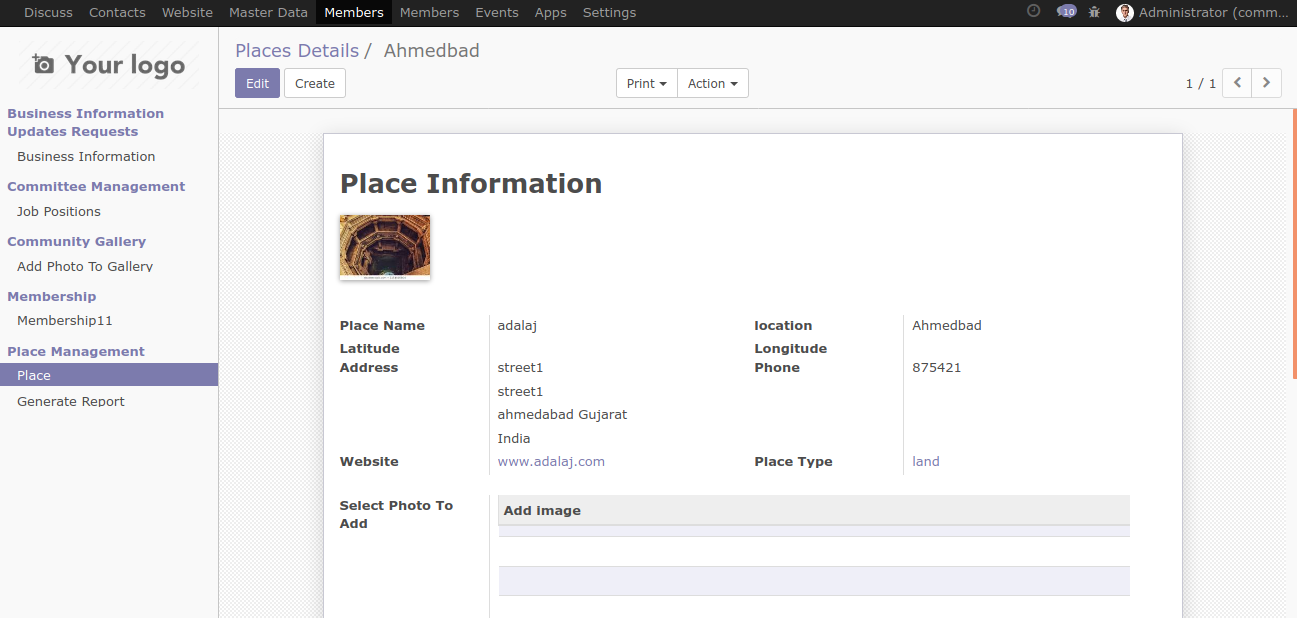 Discuss Contacts Website Master Data Members Members Events Apps Settings 10 Administrator (comm...
Your logo
Places Details / Ahmedbad
Edit Create Print Action 1 / 1
Business Information
Updates Requests
Business Information
Committee Management
Job Positions
Community Gallery
Add Photo To Gallery
Membership
Membership11
Place Management
Place
Generate Report
Place Information
Place Name adalaj location Ahmedbad
Latitude Longitude
Address street1 Phone 875421
street1
ahmedabad Gujarat
India
Website www.adalaj.com Place Type land
Select Photo To
Add
Add image